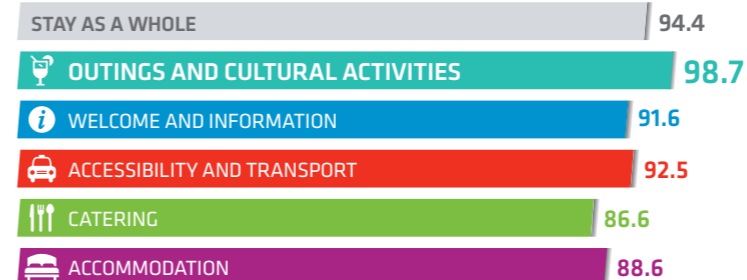 STAY AS A WHOLE 94.4
OUTINGS AND CULTURAL ACTIVITIES 98.7
i WELCOME AND INFORMATION 91.6
ACCESSIBILITY AND TRANSPORT 92.5
CATERING 86.6
ACCOMMODATION 88.6